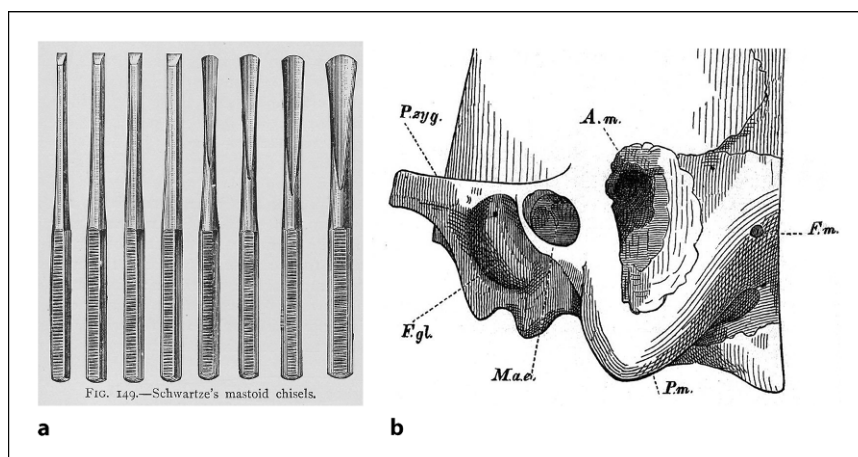 FIG. 149.—Schwartze's mastoid chisels.
a
P.zyg.
A.m.
F.m.
F.gl.
M.a.e.
P.m.
b